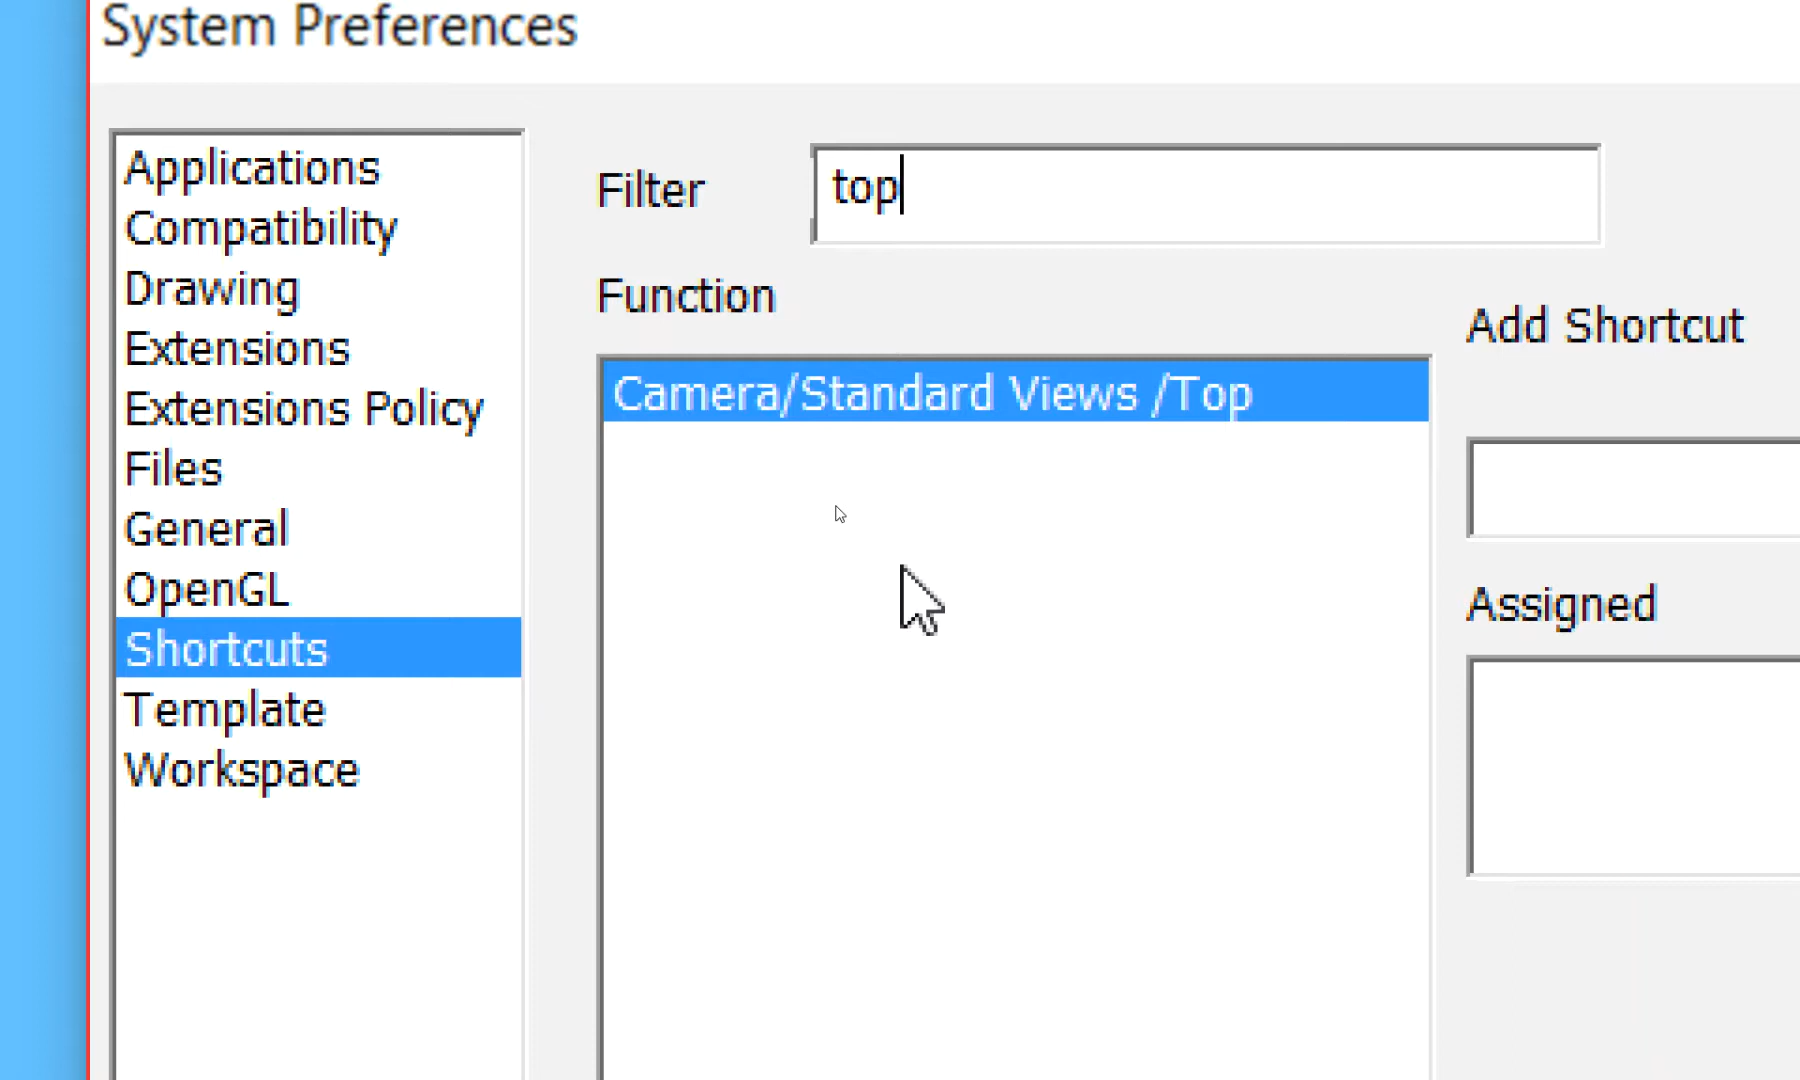 System Preferences
Applications
Compatibility
Drawing
Extensions
Extensions Policy
Files
General
OpenGL
Shortcuts
Template
Workspace
Filter
top
Function
Camera/Standard Views /Top
Add Shortcut
Assigned